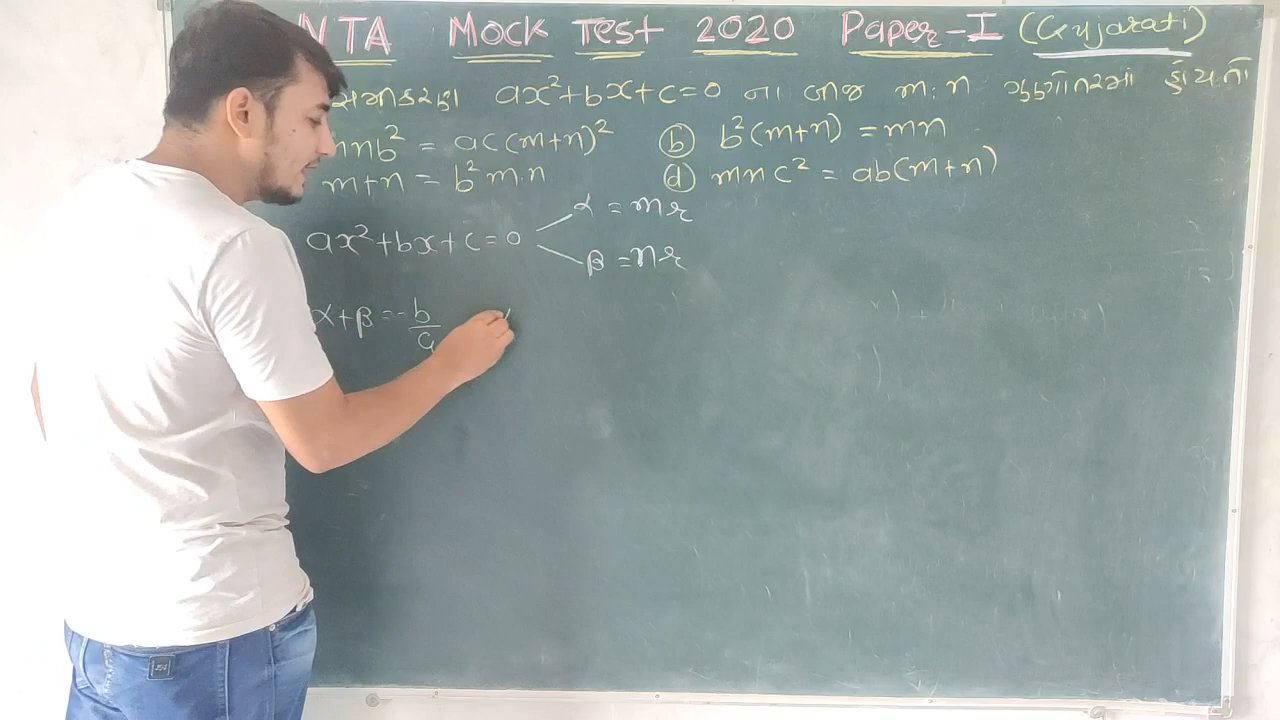 NTA Mock Test 2020 Paper-I (Gujarati)
સમીકરણ ax²+bx+c=0 ના બીજ m:n ગુણોત્તરમાં હોય તો
mnb² = ac(m+n)² ⓑ b²(m+n) = mn
m+n = b²m.n ⓓ mnc² = ab(m+n)
ax²+bx+c=0 α = mr
β = nr
α+β = -b/a